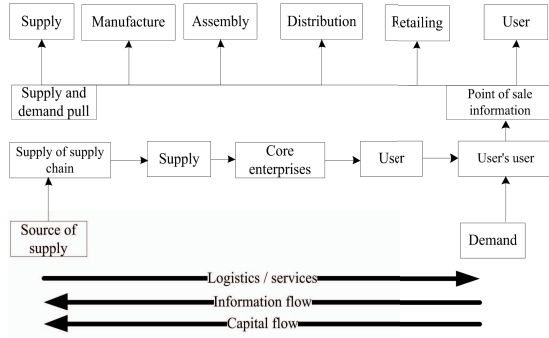 Supply
Manufacture
Assembly
Distribution
Retailing
User
Supply and
demand pull
Point of sale
information
Supply of supply
chain
Supply
Core
enterprises
User
User's user
Source of
supply
Demand
Logistics / services
Information flow
Capital flow